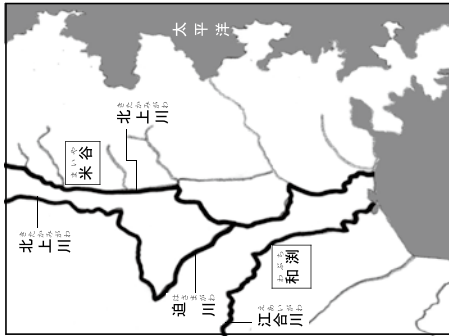 太平洋
きたかみがわ
北上川
まいや
米谷
きたかみがわ
北上川
わぶち
和渕
はさまがわ
迫川
えあいがわ
江合川